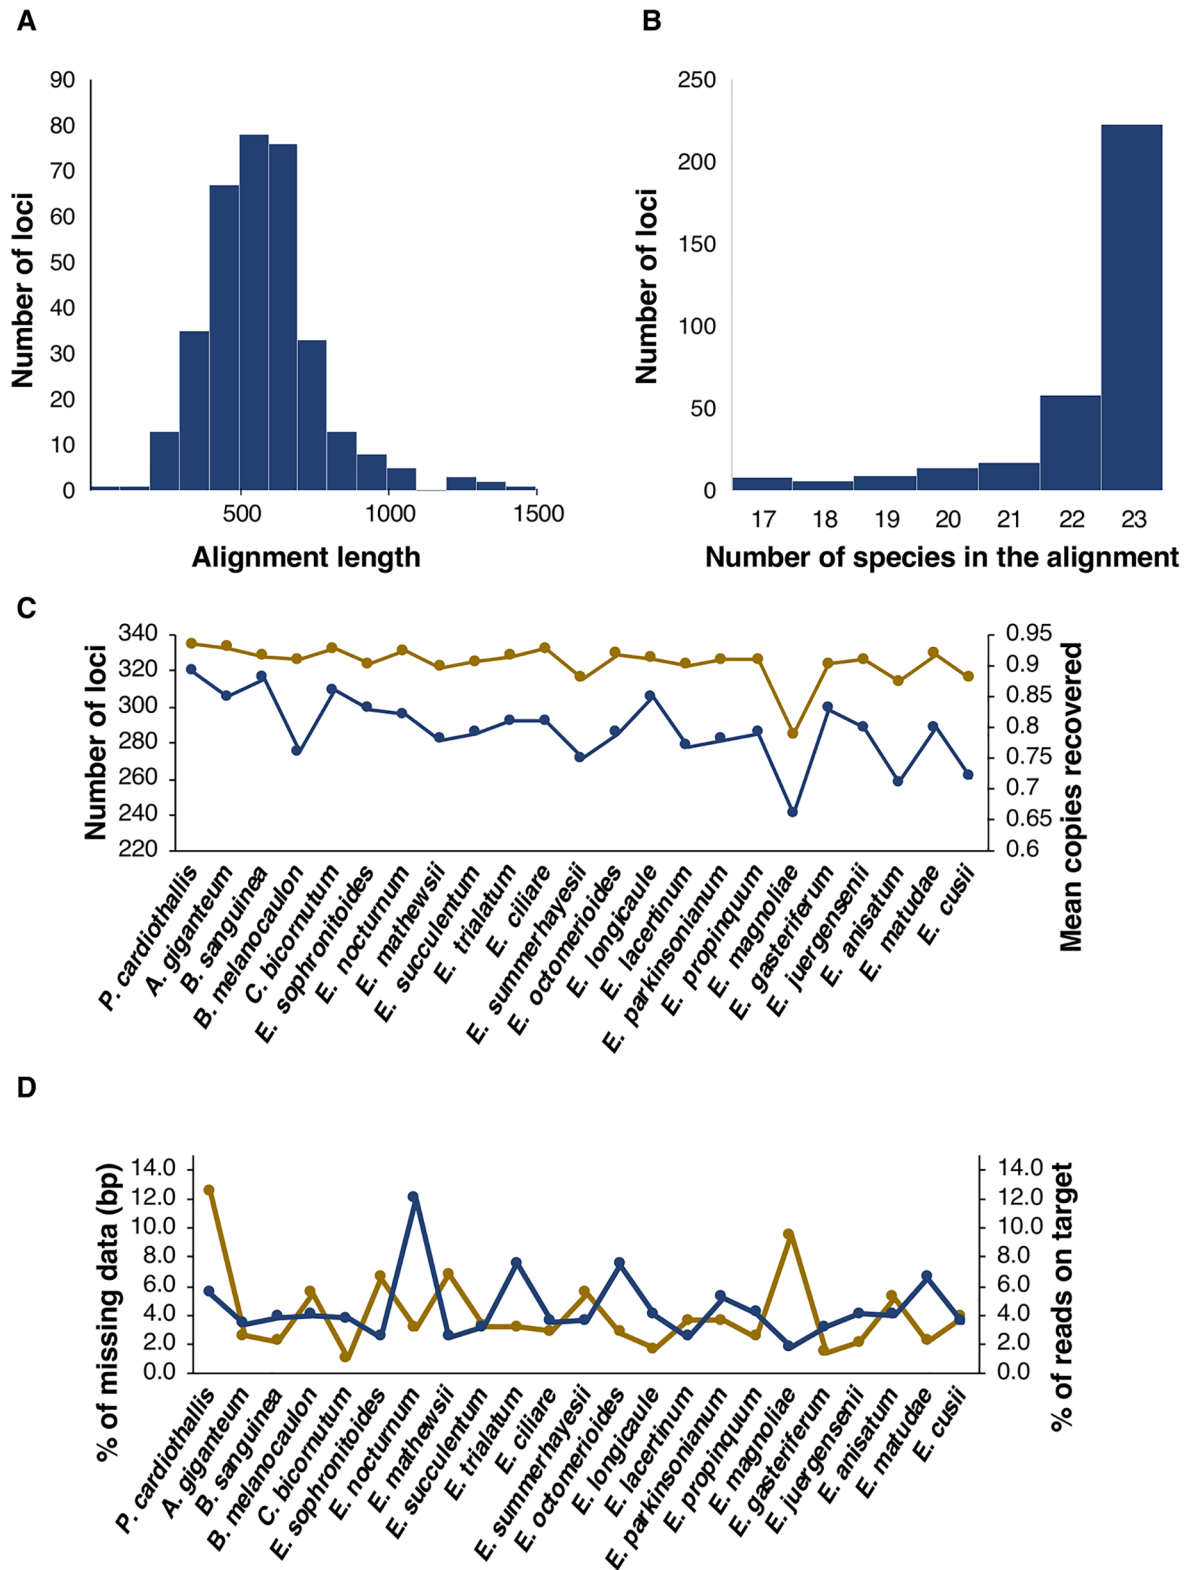 A
B
90
80
70
60
50
40
30
20
10
0
Number of loci
500
1000
1500
Alignment length
250
200
150
100
50
0
Number of loci
17
18
19
20
21
22
23
Number of species in the alignment
C
340
320
300
280
260
240
220
Number of loci
0.95
0.9
0.85
0.8
0.75
0.7
0.65
0.6
Mean copies recovered
P. cardiothallis
A. giganteum
B. sanguinea
B. melanocaulon
C. bicornutum
E. sophronitoides
E. nocturnum
E. mathewsii
E. succulentum
E. trialatum
E. ciliare
E. summerhayesii
E. octomerioides
E. longicaule
E. lacertinum
E. parkinsonianum
E. propinquum
E. magnoliae
E. gasteriferum
E. juergensenii
E. anisatum
E. matudae
E. cusii
D
14.0
12.0
10.0
8.0
6.0
4.0
2.0
0.0
% of missing data (bp)
14.0
12.0
10.0
8.0
6.0
4.0
2.0
0.0
% of reads on target
P. cardiothallis
A. giganteum
B. sanguinea
B. melanocaulon
C. bicornutum
E. sophronitoides
E. nocturnum
E. mathewsii
E. succulentum
E. trialatum
E. ciliare
E. summerhayesii
E. octomerioides
E. longicaule
E. lacertinum
E. parkinsonianum
E. propinquum
E. magnoliae
E. gasteriferum
E. juergensenii
E. anisatum
E. matudae
E. cusii